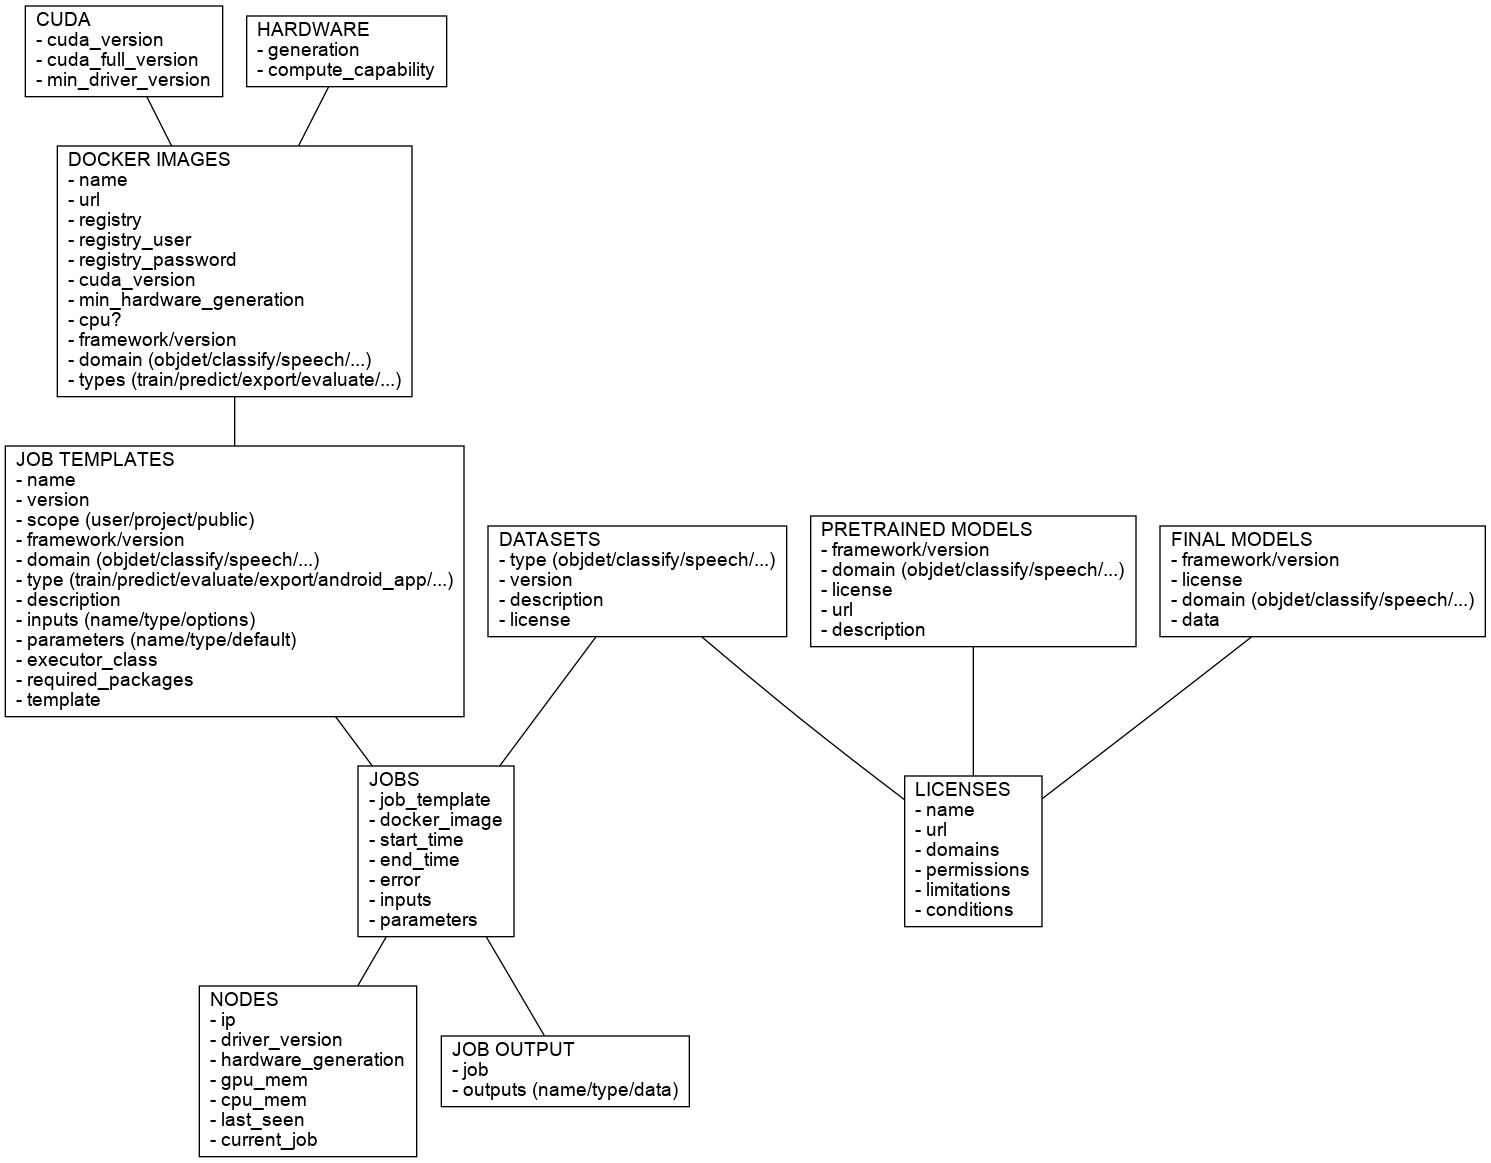 CUDA
- cuda_version
- cuda_full_version
- min_driver_version
HARDWARE
- generation
- compute_capability
DOCKER IMAGES
- name
- url
- registry
- registry_user
- registry_password
- cuda_version
- min_hardware_generation
- cpu?
- framework/version
- domain (objdet/classify/speech/...)
- types (train/predict/export/evaluate/...)
JOB TEMPLATES
- name
- version
- scope (user/project/public)
- framework/version
- domain (objdet/classify/speech/...)
- type (train/predict/evaluate/export/android_app/...)
- description
- inputs (name/type/options)
- parameters (name/type/default)
- executor_class
- required_packages
- template
DATASETS
- type (objdet/classify/speech/...)
- version
- description
- license
PRETRAINED MODELS
- framework/version
- domain (objdet/classify/speech/...)
- license
- url
- description
FINAL MODELS
- framework/version
- license
- domain (objdet/classify/speech/...)
- data
JOBS
- job_template
- docker_image
- start_time
- end_time
- error
- inputs
- parameters
LICENSES
- name
- url
- domains
- permissions
- limitations
- conditions
NODES
- ip
- driver_version
- hardware_generation
- gpu_mem
- cpu_mem
- last_seen
- current_job
JOB OUTPUT
- job
- outputs (name/type/data)